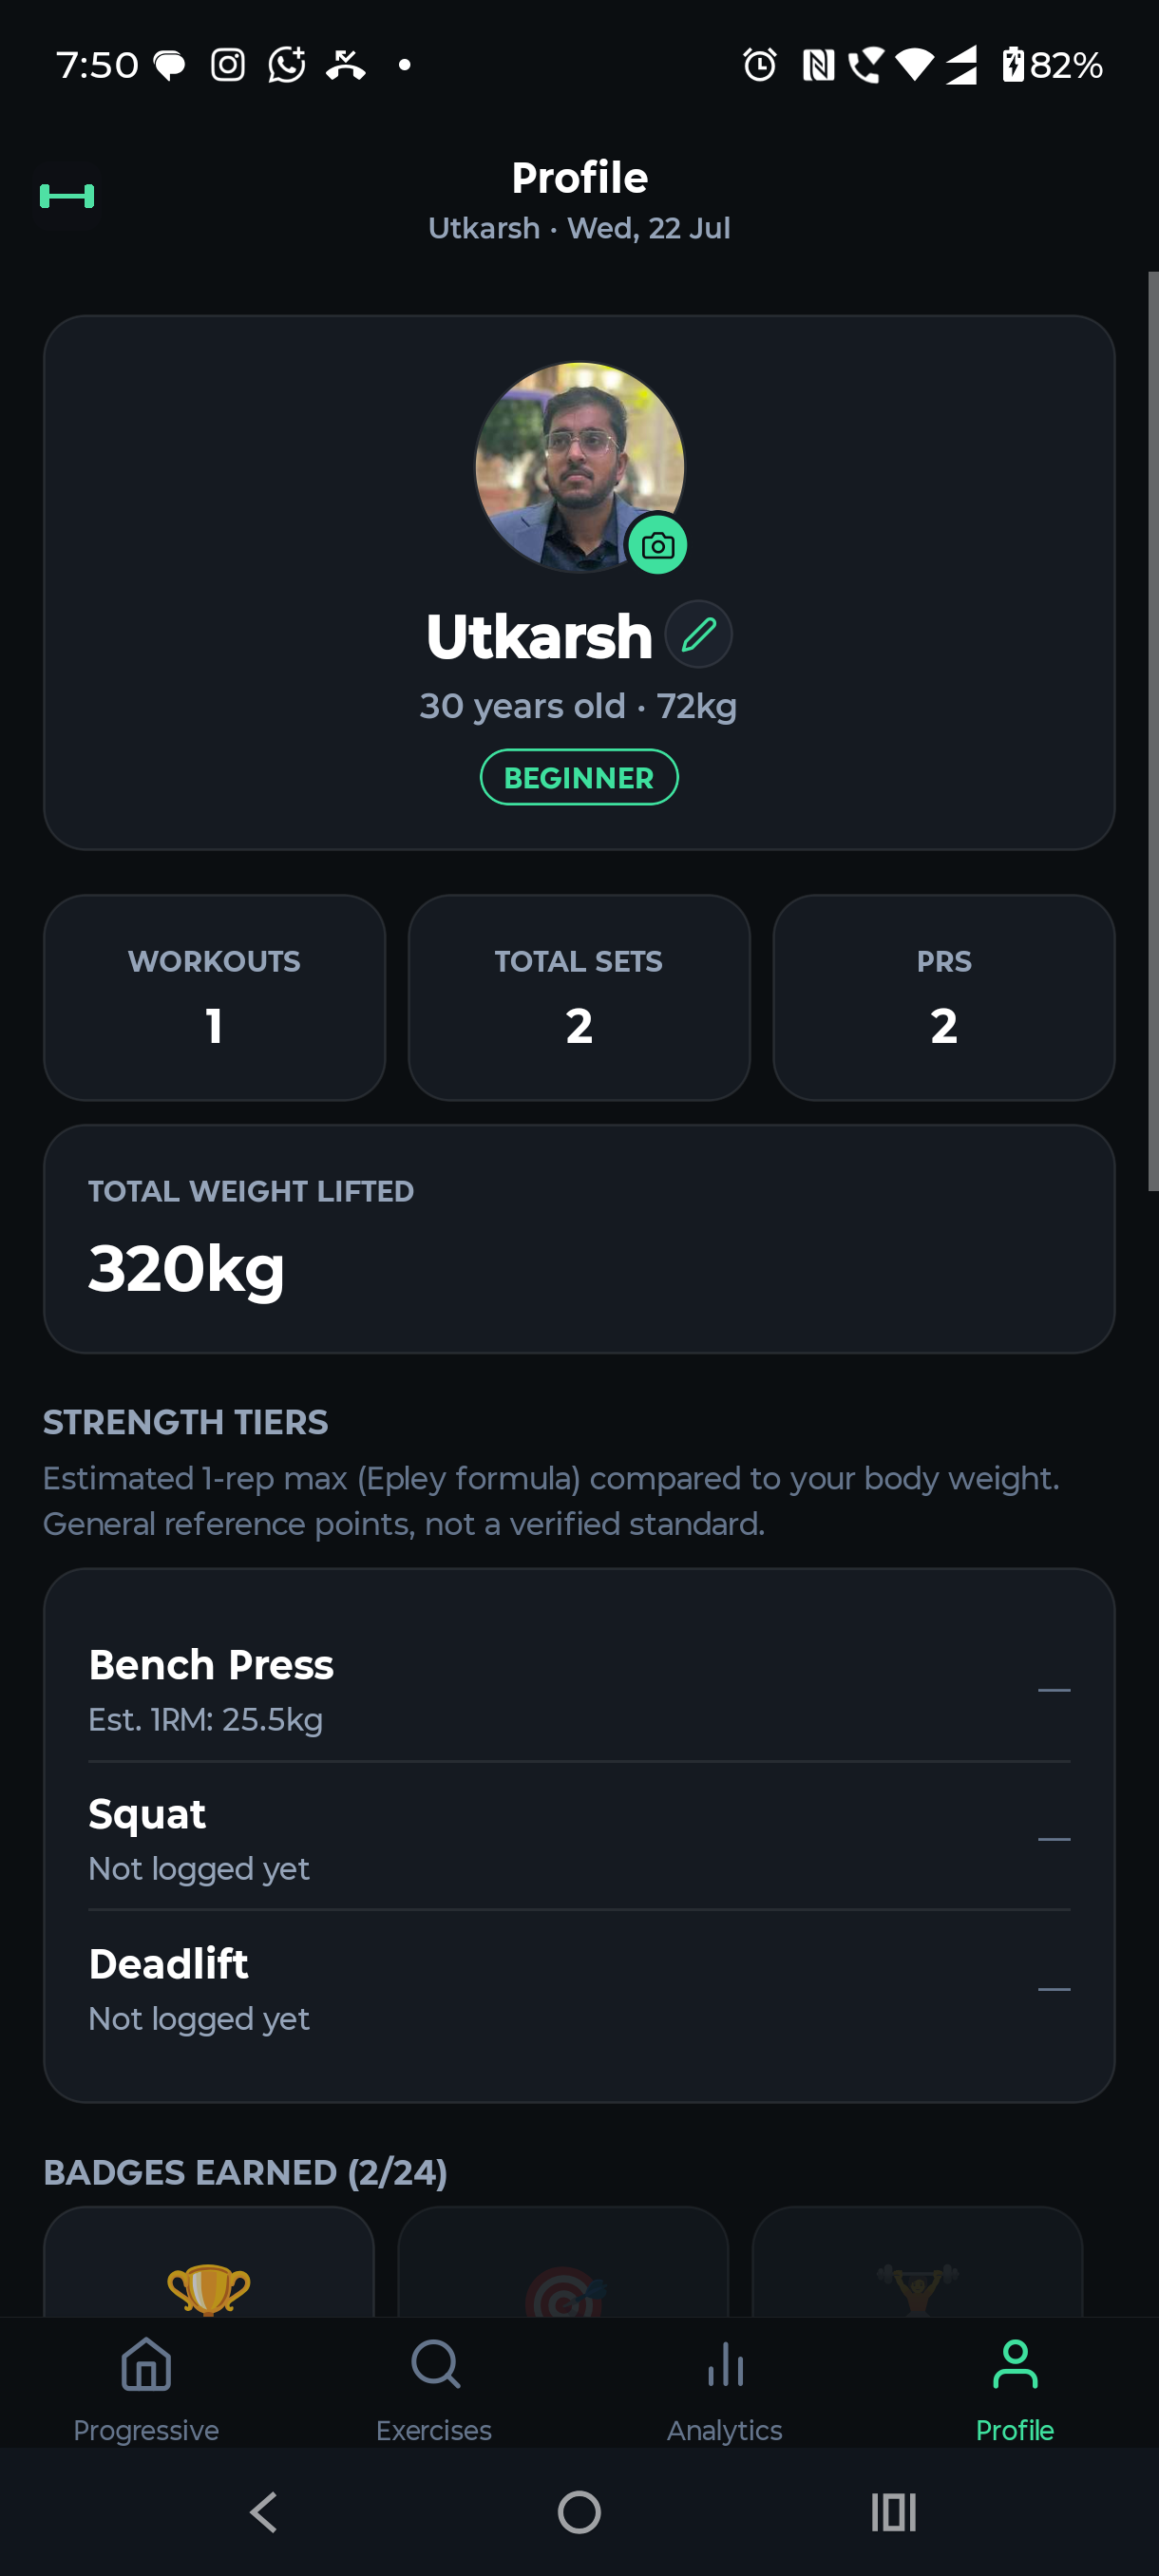 7:50
82%
Profile
Utkarsh · Wed, 22 Jul
Utkarsh
30 years old · 72kg
BEGINNER
WORKOUTS
1
TOTAL SETS
2
PRS
2
TOTAL WEIGHT LIFTED
320kg
STRENGTH TIERS
Estimated 1-rep max (Epley formula) compared to your body weight.
General reference points, not a verified standard.
Bench Press
Est. 1RM: 25.5kg
—
Squat
Not logged yet
—
Deadlift
Not logged yet
—
BADGES EARNED (2/24)
Progressive
Exercises
Analytics
Profile